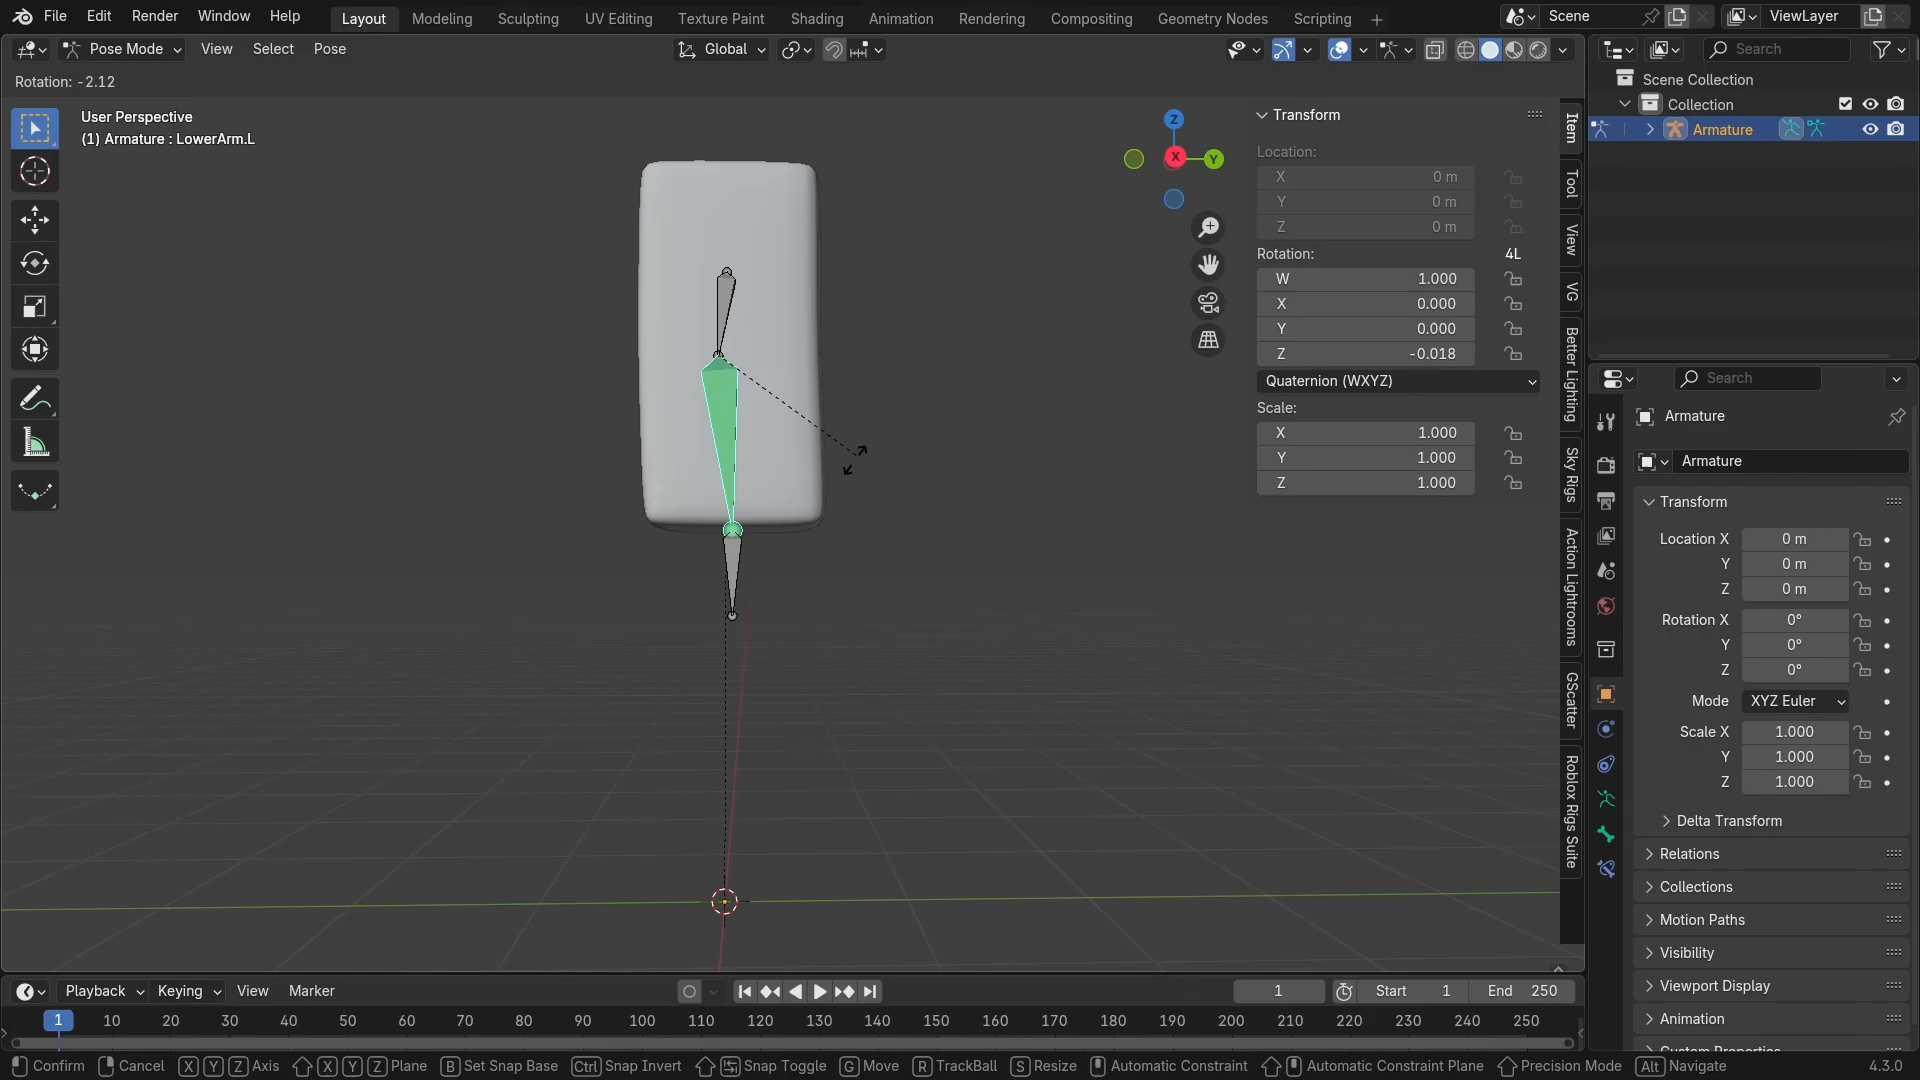 File Edit Render Window Help Layout Modeling Sculpting UV Editing Texture Paint Shading Animation Rendering Compositing Geometry Nodes Scripting + Scene ViewLayer
Pose Mode View Select Pose Global Search
Rotation: -2.12
User Perspective
(1) Armature : LowerArm.L
Z
X
Y
Transform
Location:
X 0 m
Y 0 m
Z 0 m
Rotation: 4L
W 1.000
X 0.000
Y 0.000
Z -0.018
Quaternion (WXYZ)
Scale:
X 1.000
Y 1.000
Z 1.000
Item
Tool
View
VG
Better Lighting
Sky Rigs
Action Lightrooms
GScatter
Roblox Rigs Suite
Scene Collection
Collection
Armature
Search
Armature
Armature
Transform
Location X 0 m
Y 0 m
Z 0 m
Rotation X 0°
Y 0°
Z 0°
Mode XYZ Euler
Scale X 1.000
Y 1.000
Z 1.000
Delta Transform
Relations
Collections
Motion Paths
Visibility
Viewport Display
Animation
Custom Properties
Playback Keying View Marker 1 Start 1 End 250
1 10 20 30 40 50 60 70 80 90 100 110 120 130 140 150 160 170 180 190 200 210 220 230 240 250
Confirm Cancel X Y Z Axis X Y Z Plane B Set Snap Base Ctrl Snap Invert Snap Toggle G Move R TrackBall S Resize Automatic Constraint Automatic Constraint Plane Precision Mode Alt Navigate 4.3.0